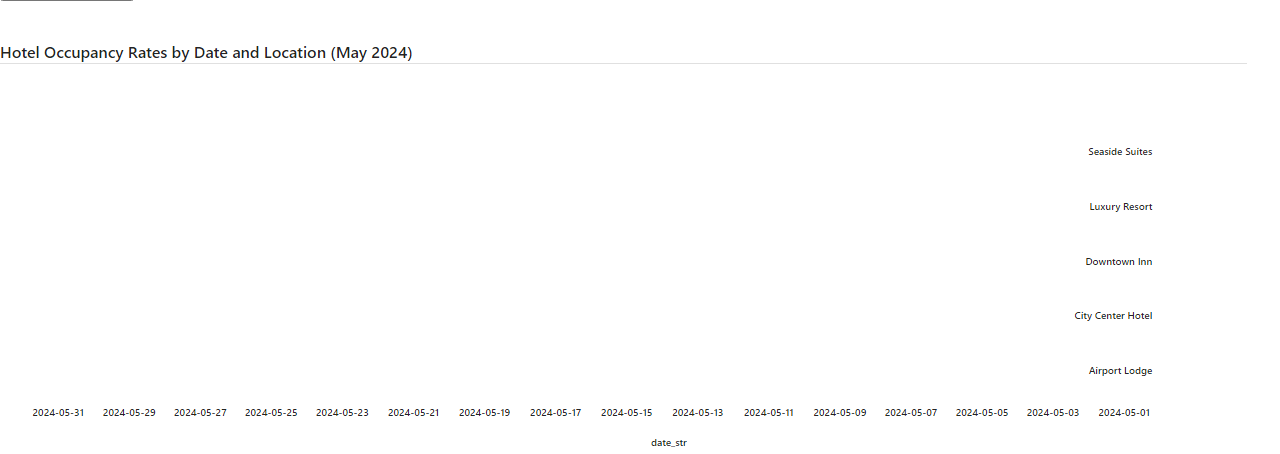 Hotel Occupancy Rates by Date and Location (May 2024)
Seaside Suites
Luxury Resort
Downtown Inn
City Center Hotel
Airport Lodge
2024-05-31 2024-05-29 2024-05-27 2024-05-25 2024-05-23 2024-05-21 2024-05-19 2024-05-17 2024-05-15 2024-05-13 2024-05-11 2024-05-09 2024-05-07 2024-05-05 2024-05-03 2024-05-01
date_str